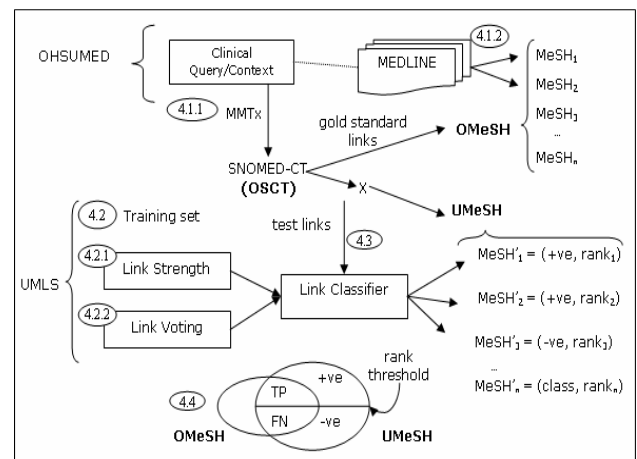 OHSUMED
Clinical
Query/Context
MEDLINE
4.1.2
MeSH₁
MeSH₂
MeSH₃
...
MeSHₙ
4.1.1
MMTx
gold standard
links
OMeSH
SNOMED-CT
(OSCT)
X
UMeSH
UMLS
4.2
Training set
test links
4.3
4.2.1
Link Strength
4.2.2
Link Voting
Link Classifier
MeSH'₁ = (+ve, rank₁)
MeSH'₂ = (+ve, rank₂)
MeSH'₃ = (-ve, rank₃)
...
MeSH'ₙ = (class, rankₙ)
4.4
TP
FN
+ve
-ve
rank
threshold
OMeSH
UMeSH